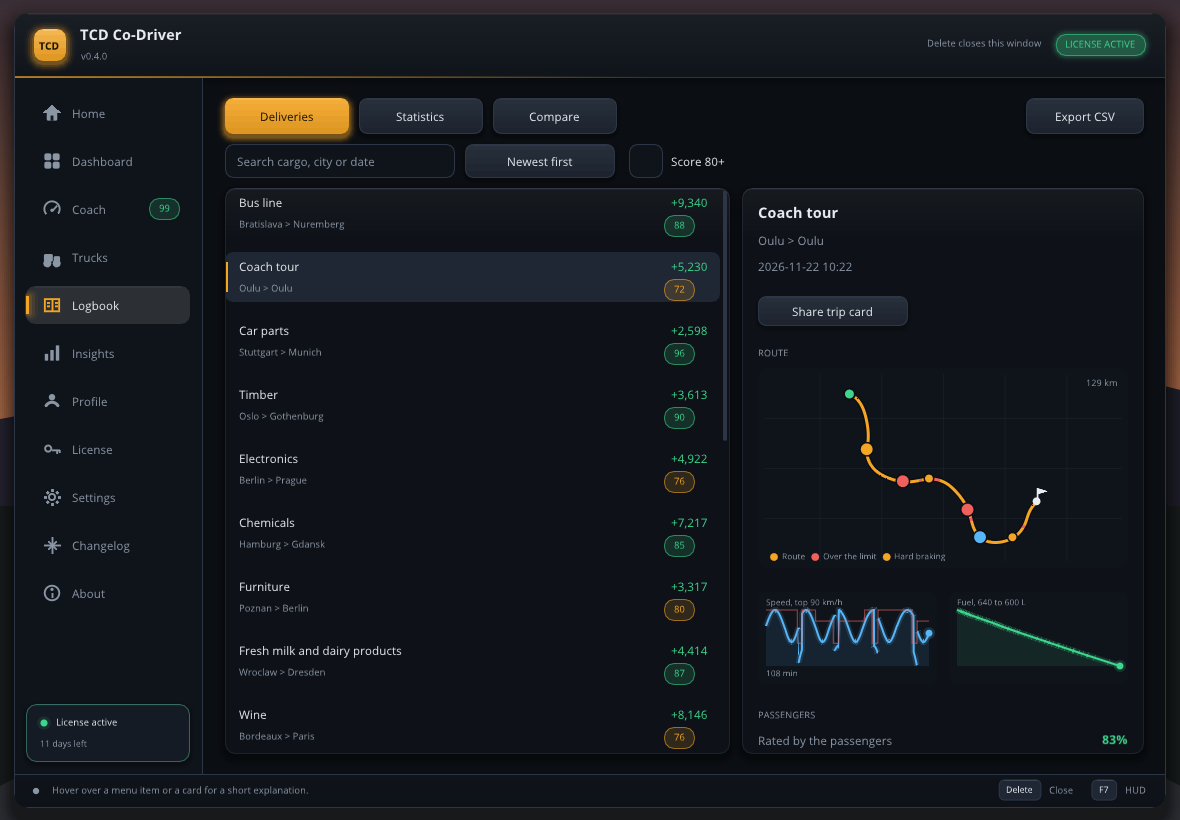 TCD
TCD Co-Driver
v0.4.0
Delete closes this window
LICENSE ACTIVE
Home
Dashboard
Coach
99
Trucks
Logbook
Insights
Profile
License
Settings
Changelog
About
License active
11 days left
Deliveries
Statistics
Compare
Export CSV
Search cargo, city or date
Newest first
Score 80+
Bus line
+9,340
Bratislava > Nuremberg
88
Coach tour
+5,230
Oulu > Oulu
72
Car parts
+2,598
Stuttgart > Munich
96
Timber
+3,613
Oslo > Gothenburg
90
Electronics
+4,922
Berlin > Prague
76
Chemicals
+7,217
Hamburg > Gdansk
85
Furniture
+3,317
Poznan > Berlin
80
Fresh milk and dairy products
+4,414
Wroclaw > Dresden
87
Wine
+8,146
Bordeaux > Paris
76
Coach tour
Oulu > Oulu
2026-11-22 10:22
Share trip card
ROUTE
129 km
Route
Over the limit
Hard braking
Speed, top 90 km/h
108 min
Fuel, 640 to 600 L
PASSENGERS
Rated by the passengers
83%
Hover over a menu item or a card for a short explanation.
Delete
Close
F7
HUD